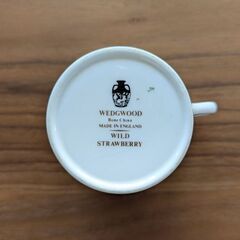 WEDGWOOD
Bone China
MADE IN ENGLAND
WILD
STRAWBERRY